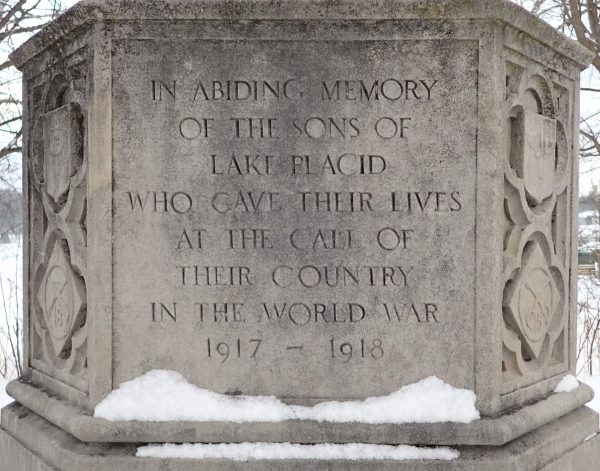 IN ABIDING MEMORY
OF THE SONS OF
LAKE PLACID
WHO GAVE THEIR LIVES
AT THE CALL OF
THEIR COUNTRY
IN THE WORLD WAR
1917 - 1918